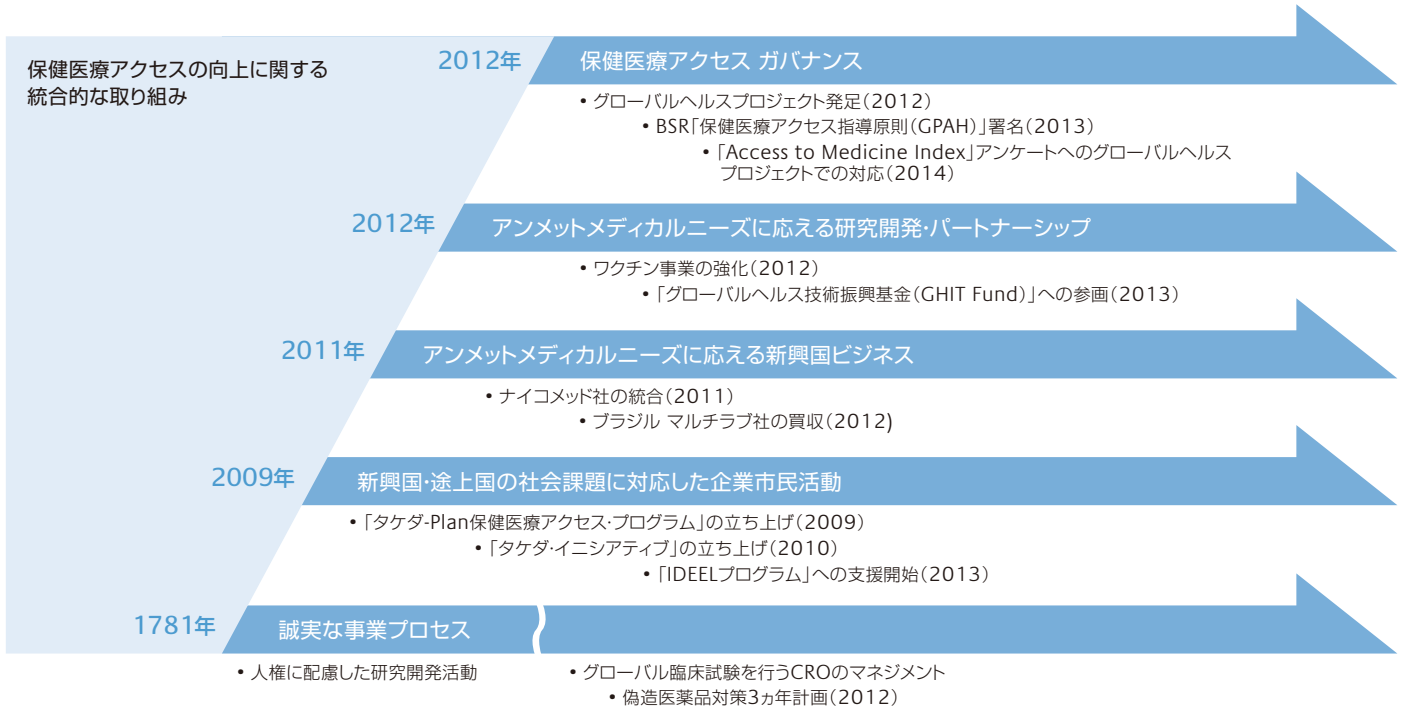 保健医療アクセスの向上に関する
統合的な取り組み
2012年
保健医療アクセス ガバナンス
• グローバルヘルスプロジェクト発足(2012)
• BSR「保健医療アクセス指導原則(GPAH)」署名(2013)
• 「Access to Medicine Index」アンケートへのグローバルヘルス
プロジェクトでの対応(2014)
2012年
アンメットメディカルニーズに応える研究開発・パートナーシップ
• ワクチン事業の強化(2012)
• 「グローバルヘルス技術振興基金(GHIT Fund)」への参画(2013)
2011年
アンメットメディカルニーズに応える新興国ビジネス
• ナイコメッド社の統合(2011)
• ブラジル マルチラブ社の買収(2012)
2009年
新興国・途上国の社会課題に対応した企業市民活動
• 「タケダ-Plan保健医療アクセス・プログラム」の立ち上げ(2009)
• 「タケダ・イニシアティブ」の立ち上げ(2010)
• 「IDEELプログラム」への支援開始(2013)
1781年
誠実な事業プロセス
• 人権に配慮した研究開発活動
• グローバル臨床試験を行うCROのマネジメント
• 偽造医薬品対策3ヵ年計画(2012)